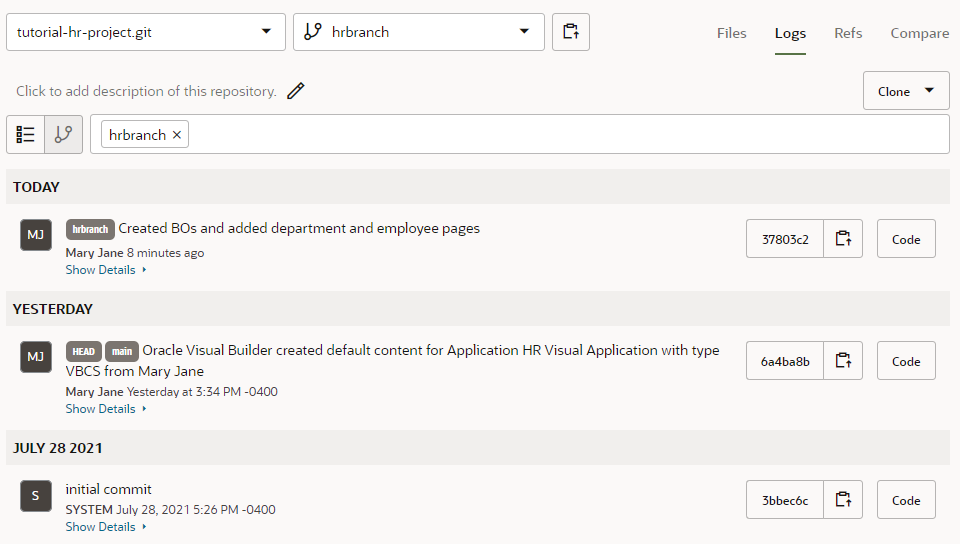 tutorial-hr-project.git
hrbranch
Files
Logs
Refs
Compare
Click to add description of this repository.
Clone
hrbranch ×
TODAY
MJ
hrbranch Created BOs and added department and employee pages
Mary Jane 8 minutes ago
Show Details
37803c2
Code
YESTERDAY
MJ
HEAD main Oracle Visual Builder created default content for Application HR Visual Application with type
VBCS from Mary Jane
Mary Jane Yesterday at 3:34 PM -0400
Show Details
6a4ba8b
Code
JULY 28 2021
S
initial commit
SYSTEM July 28, 2021 5:26 PM -0400
Show Details
3bbec6c
Code